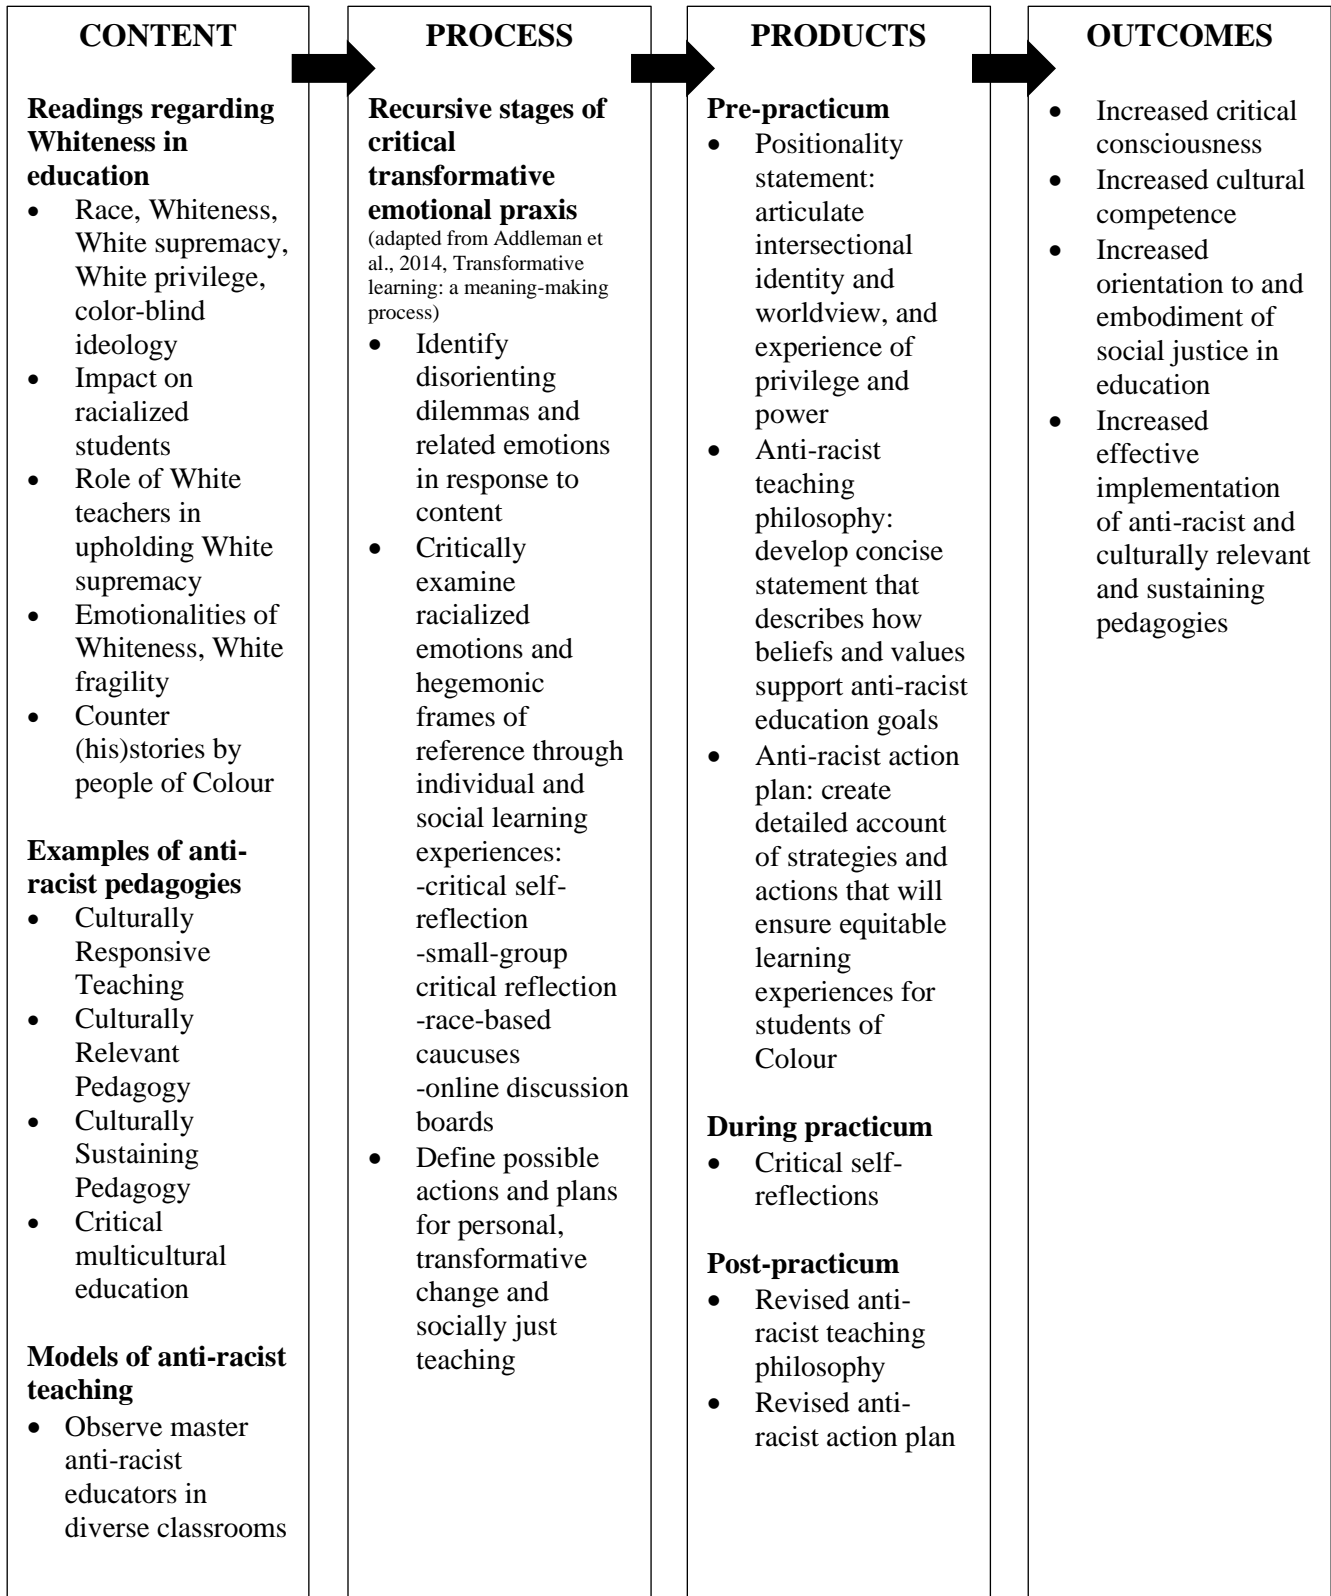 CONTENT
Readings regarding
Whiteness in
education
• Race, Whiteness,
White supremacy,
White privilege,
color-blind
ideology
• Impact on
racialized
students
• Role of White
teachers in
upholding White
supremacy
• Emotionalities of
Whiteness, White
fragility
• Counter
(his)stories by
people of Colour
Examples of anti-
racist pedagogies
• Culturally
Responsive
Teaching
• Culturally
Relevant
Pedagogy
• Culturally
Sustaining
Pedagogy
• Critical
multicultural
education
Models of anti-racist
teaching
• Observe master
anti-racist
educators in
diverse classrooms
PROCESS
Recursive stages of
critical
transformative
emotional praxis
(adapted from Addleman et
al., 2014, Transformative
learning: a meaning-making
process)
• Identify
disorienting
dilemmas and
related emotions
in response to
content
• Critically
examine
racialized
emotions and
hegemonic
frames of
reference through
individual and
social learning
experiences:
-critical self-
reflection
-small-group
critical reflection
-race-based
caucuses
-online discussion
boards
• Define possible
actions and plans
for personal,
transformative
change and
socially just
teaching
PRODUCTS
Pre-practicum
• Positionality
statement:
articulate
intersectional
identity and
worldview, and
experience of
privilege and
power
• Anti-racist
teaching
philosophy:
develop concise
statement that
describes how
beliefs and values
support anti-racist
education goals
• Anti-racist action
plan: create
detailed account
of strategies and
actions that will
ensure equitable
learning
experiences for
students of
Colour
During practicum
• Critical self-
reflections
Post-practicum
• Revised anti-
racist teaching
philosophy
• Revised anti-
racist action plan
OUTCOMES
• Increased critical
consciousness
• Increased cultural
competence
• Increased
orientation to and
embodiment of
social justice in
education
• Increased
effective
implementation
of anti-racist and
culturally relevant
and sustaining
pedagogies